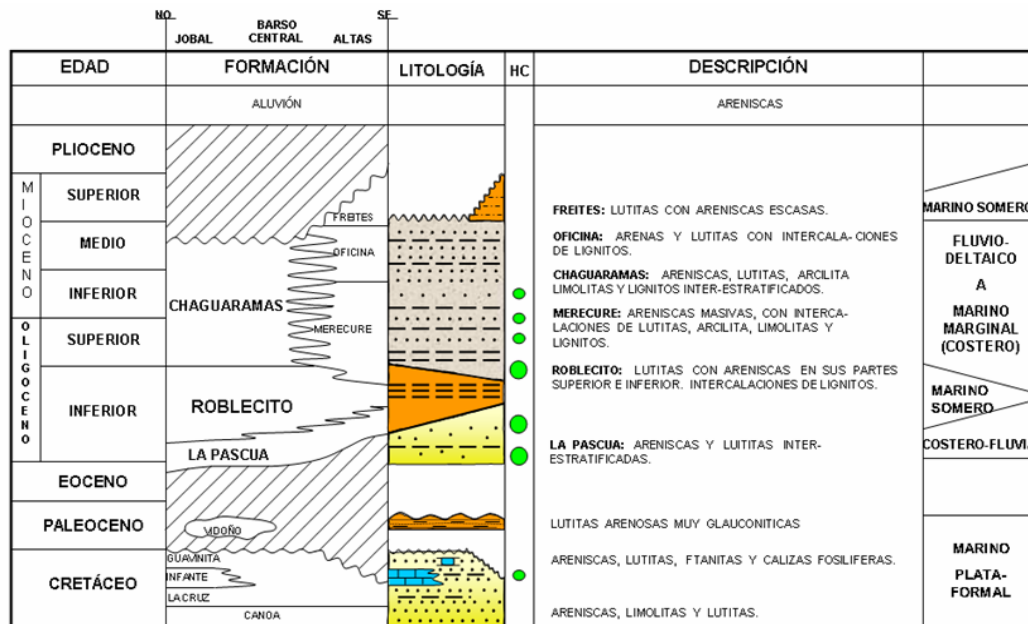 NO SE
JOBAL BARSO CENTRAL ALTAS
EDAD FORMACIÓN LITOLOGÍA HC DESCRIPCIÓN
ALUVIÓN ARENISCAS
PLIOCENO
MIOCENO
SUPERIOR
FREITES
FREITES: LUTITAS CON ARENISCAS ESCASAS.
MARINO SOMERO
MEDIO
OFICINA
OFICINA: ARENAS Y LUTITAS CON INTERCALA-CIONES
DE LIGNITOS.
FLUVIO-
DELTAICO
A
MARINO
MARGINAL
(COSTERO)
INFERIOR
CHAGUARAMAS
CHAGUARAMAS: ARENISCAS, LUTITAS, ARCILITA
LIMOLITAS Y LIGNITOS INTER-ESTRATIFICADOS.
OLIGOCENO
SUPERIOR
MERECURE
MERECURE: ARENISCAS MASIVAS, CON INTERCA-
LACIONES DE LUTITAS, ARCILITA, LIMOLITAS Y
LIGNITOS.
INFERIOR
ROBLECITO
ROBLECITO: LUTITAS CON ARENISCAS EN SUS PARTES
SUPERIOR E INFERIOR. INTERCALACIONES DE LIGNITOS.
MARINO
SOMERO
LA PASCUA
LA PASCUA: ARENISCAS Y LUITITAS INTER-
ESTRATIFICADAS.
COSTERO-FLUVI
EOCENO
PALEOCENO
VIDOÑO
LUTITAS ARENOSAS MUY GLAUCONITICAS
CRETÁCEO
GUAVINITA
INFANTE
LA CRUZ
CANOA
ARENISCAS, LUTITAS, FTANITAS Y CALIZAS FOSILIFERAS.
ARENISCAS, LIMOLITAS Y LUTITAS.
MARINO
PLATA-
FORMAL